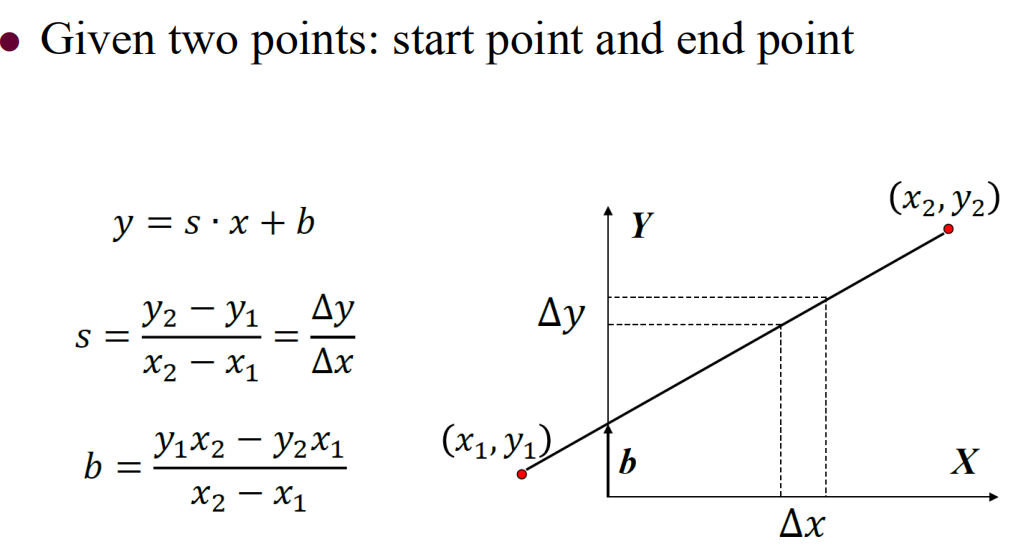 ● Given two points: start point and end point
y = s · x + b
s = (y₂ − y₁)/(x₂ − x₁) = Δy/Δx
b = (y₁x₂ − y₂x₁)/(x₂ − x₁)
(x₂, y₂)
Y
Δy
(x₁, y₁)
b
X
Δx